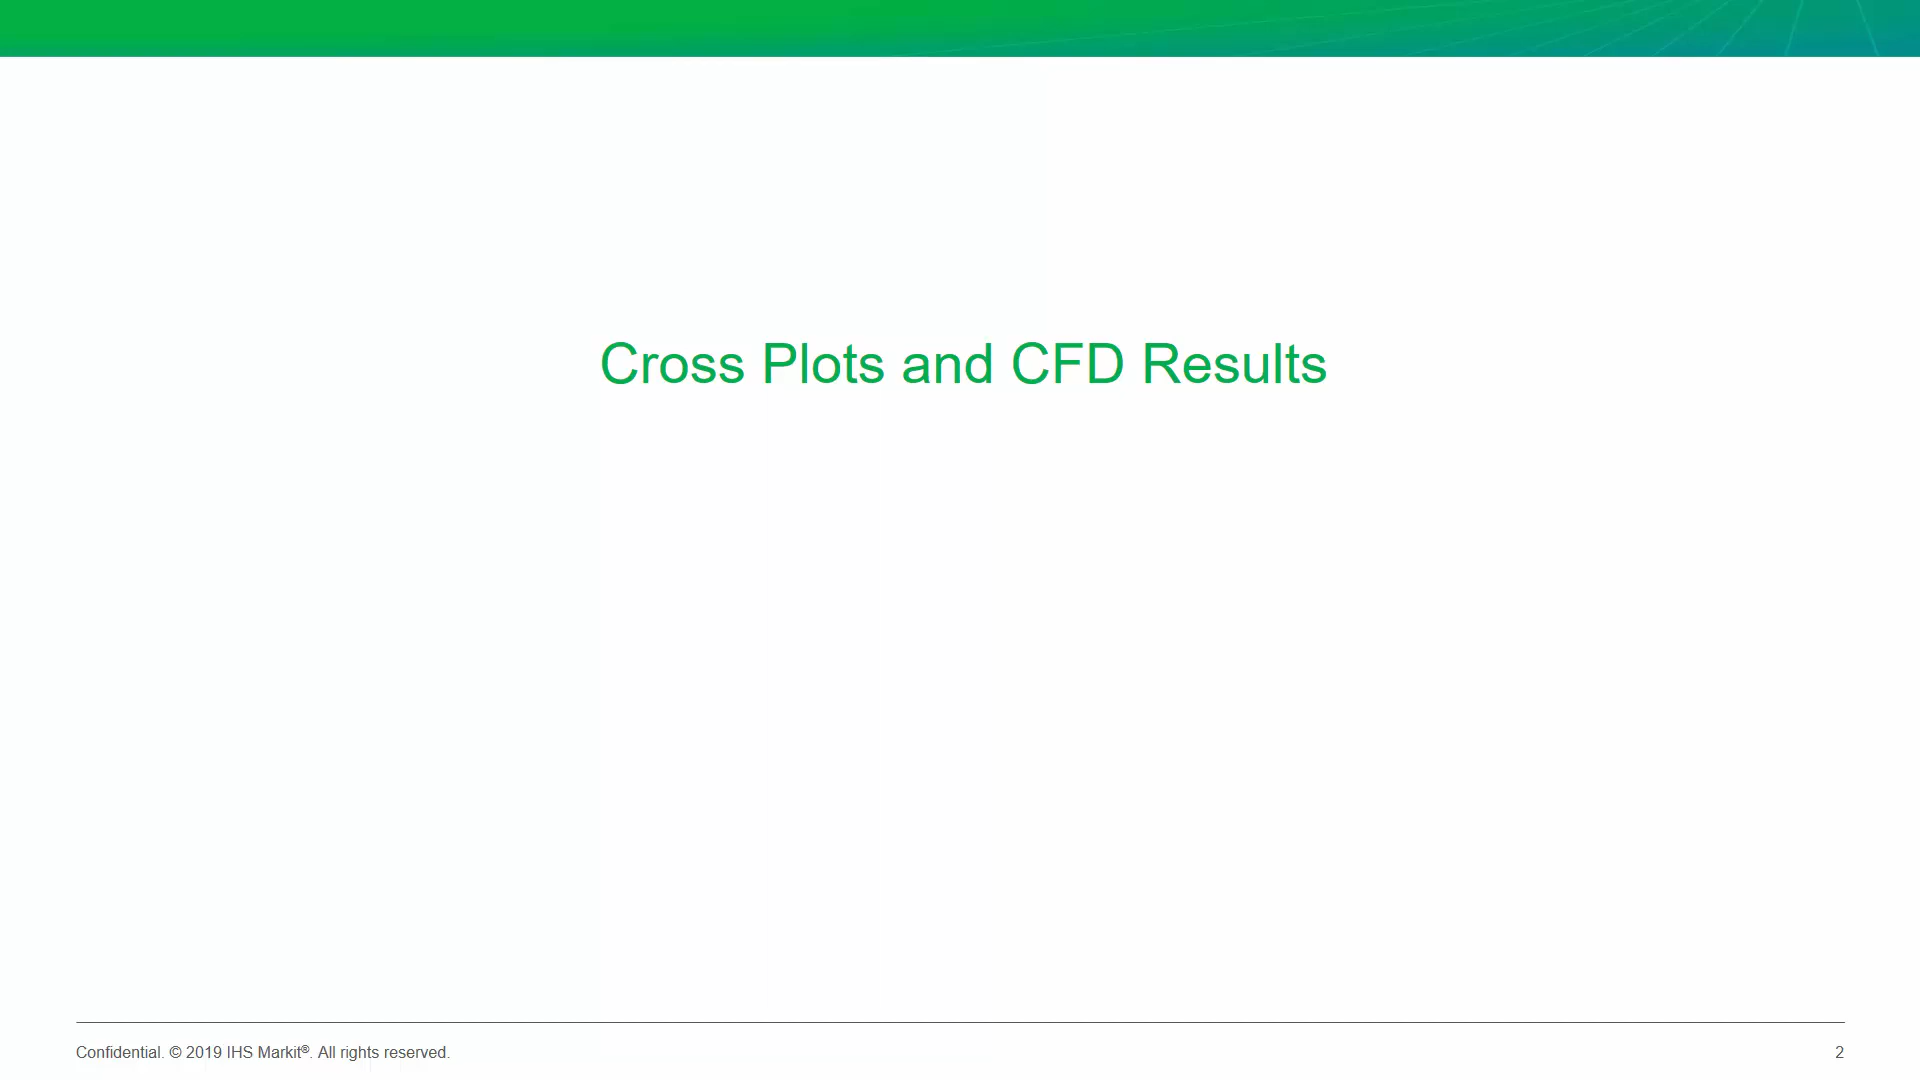 Cross Plots and CFD Results
Confidential. © 2019 IHS Markit®. All rights reserved.
2